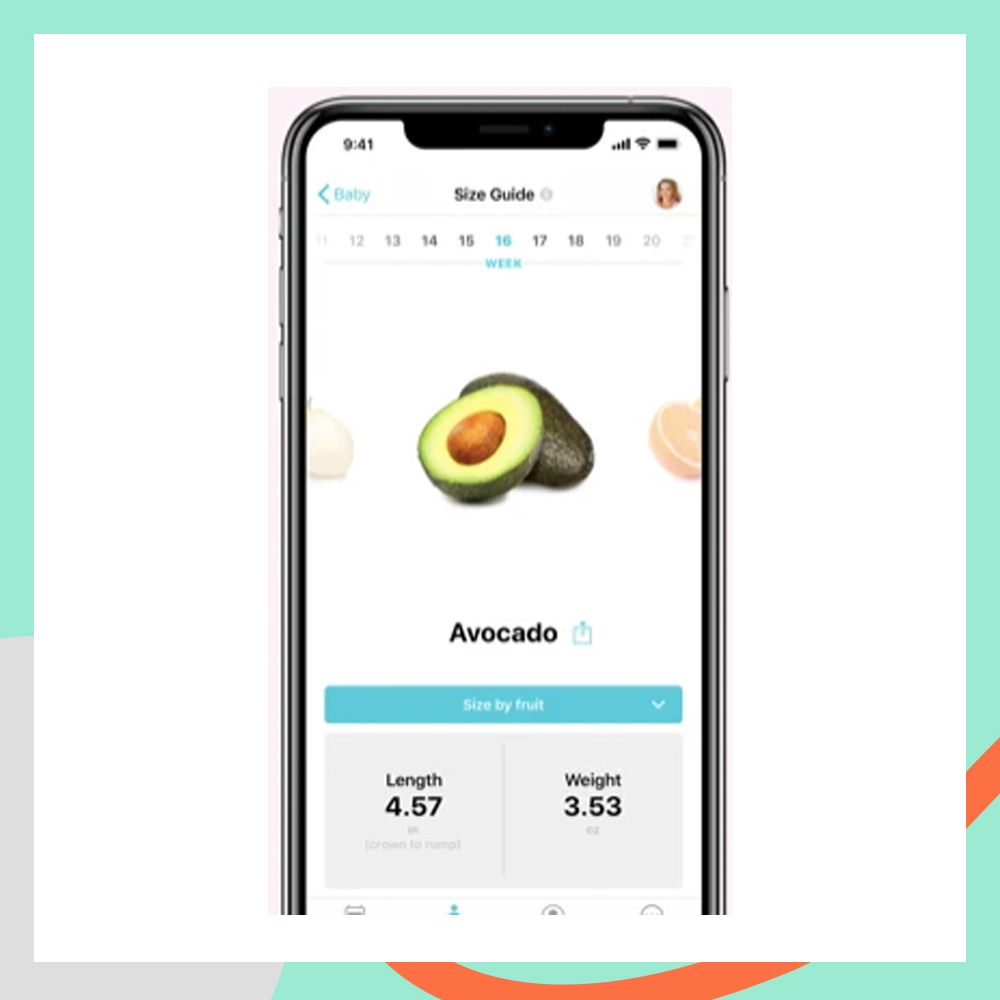 9:41
Baby
Size Guide
11 12 13 14 15 16 17 18 19 20
WEEK
Avocado
Size by fruit
Length
4.57
in
(crown to rump)
Weight
3.53
oz